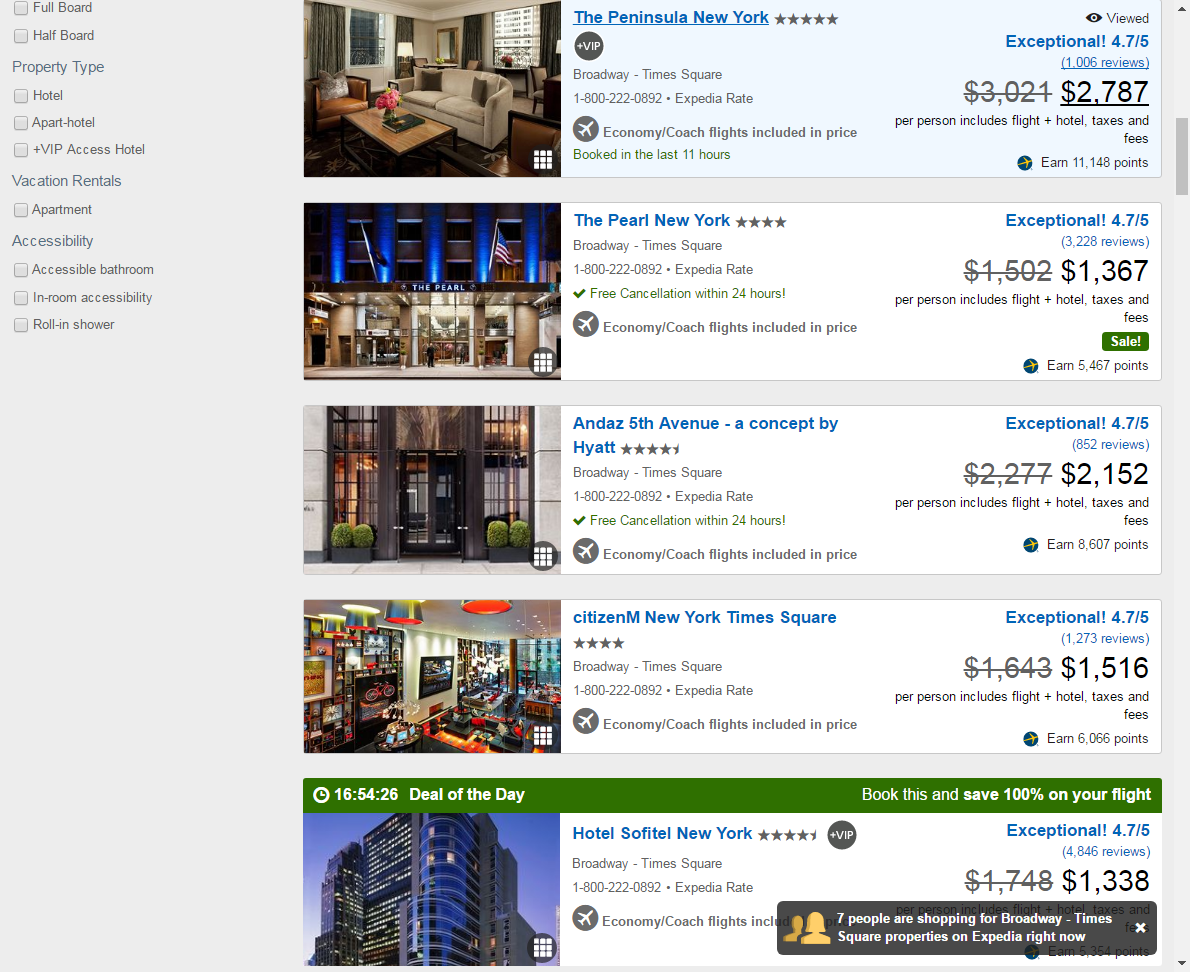 Full Board
Half Board
Property Type
Hotel
Apart-hotel
+VIP Access Hotel
Vacation Rentals
Apartment
Accessibility
Accessible bathroom
In-room accessibility
Roll-in shower
The Peninsula New York
Viewed
+VIP
Exceptional! 4.7/5
(1,006 reviews)
Broadway - Times Square
$3,021 $2,787
1-800-222-0892 • Expedia Rate
per person includes flight + hotel, taxes and
fees
Economy/Coach flights included in price
Booked in the last 11 hours
Earn 11,148 points
THE PEARL
The Pearl New York
Exceptional! 4.7/5
(3,228 reviews)
Broadway - Times Square
$1,502 $1,367
1-800-222-0892 • Expedia Rate
Free Cancellation within 24 hours!
per person includes flight + hotel, taxes and
fees
Economy/Coach flights included in price
Sale!
Earn 5,467 points
Andaz 5th Avenue - a concept by
Hyatt
Exceptional! 4.7/5
(852 reviews)
Broadway - Times Square
$2,277 $2,152
1-800-222-0892 • Expedia Rate
per person includes flight + hotel, taxes and
fees
Free Cancellation within 24 hours!
Economy/Coach flights included in price
Earn 8,607 points
citizenM New York Times Square
Exceptional! 4.7/5
(1,273 reviews)
Broadway - Times Square
$1,643 $1,516
1-800-222-0892 • Expedia Rate
per person includes flight + hotel, taxes and
fees
Economy/Coach flights included in price
Earn 6,066 points
16:54:26 Deal of the Day
Book this and save 100% on your flight
Hotel Sofitel New York
+VIP
Exceptional! 4.7/5
(4,846 reviews)
Broadway - Times Square
$1,748 $1,338
1-800-222-0892 • Expedia Rate
per person includes flight + hotel, taxes and
Economy/Coach flights
7 people are shopping for Broadway - Times
Square properties on Expedia right now
Earn 5,354 points